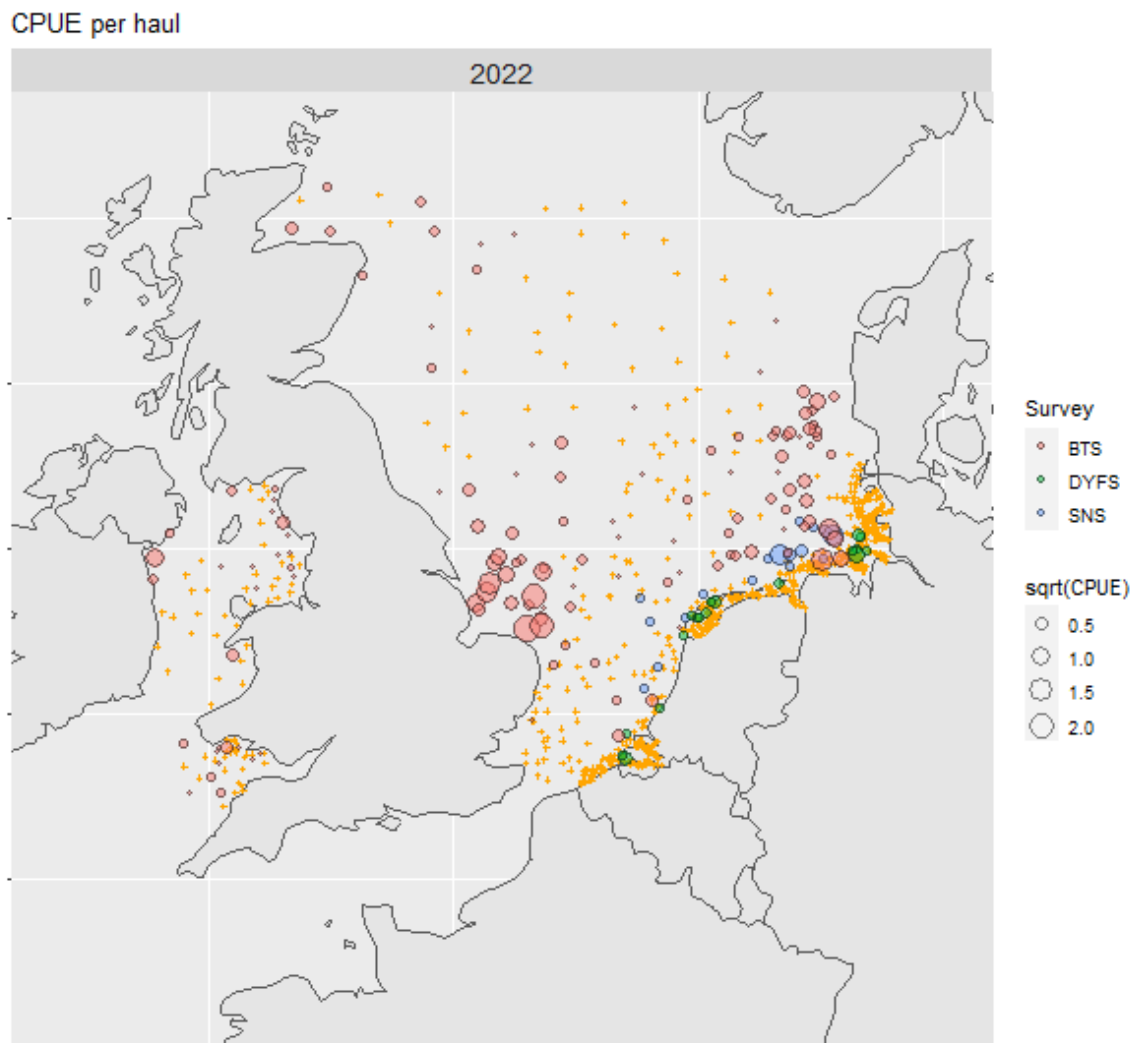 CPUE per haul
2022
Survey
BTS
DYFS
SNS
sqrt(CPUE)
0.5
1.0
1.5
2.0